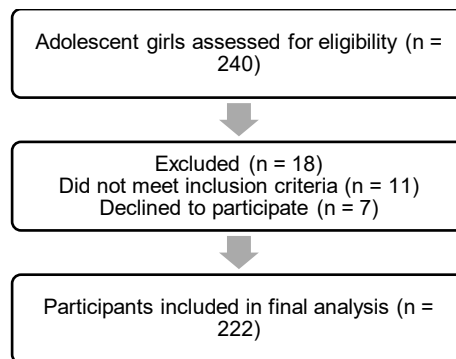 Adolescent girls assessed for eligibility (n =
240)
Excluded (n = 18)
Did not meet inclusion criteria (n = 11)
Declined to participate (n = 7)
Participants included in final analysis (n =
222)